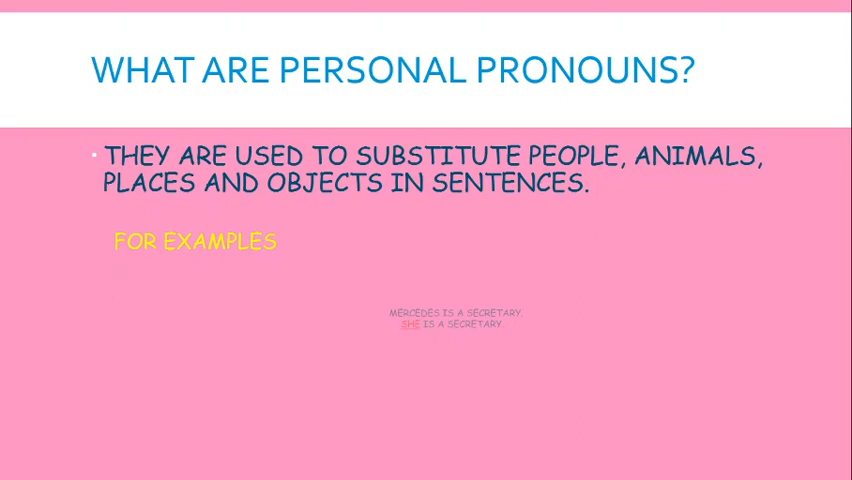 WHAT ARE PERSONAL PRONOUNS?
THEY ARE USED TO SUBSTITUTE PEOPLE, ANIMALS,
PLACES AND OBJECTS IN SENTENCES.
FOR EXAMPLES
MERCEDES IS A SECRETARY.
SHE IS A SECRETARY.